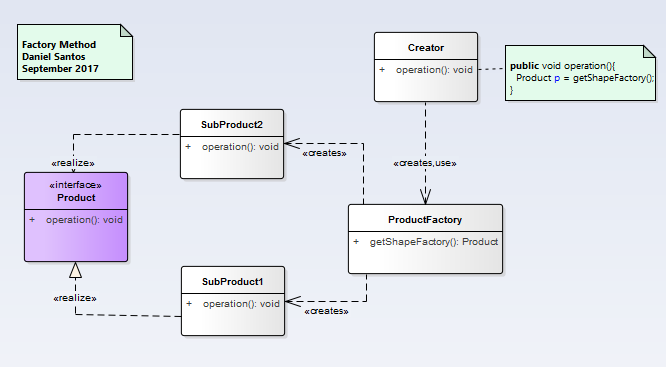 Factory Method
Daniel Santos
September 2017
Creator
+ operation(): void
public void operation(){
Product p = getShapeFactory();
}
SubProduct2
+ operation(): void
«creates»
«creates,use»
«realize»
«interface»
Product
+ operation(): void
ProductFactory
+ getShapeFactory(): Product
SubProduct1
+ operation(): void
«realize»
«creates»